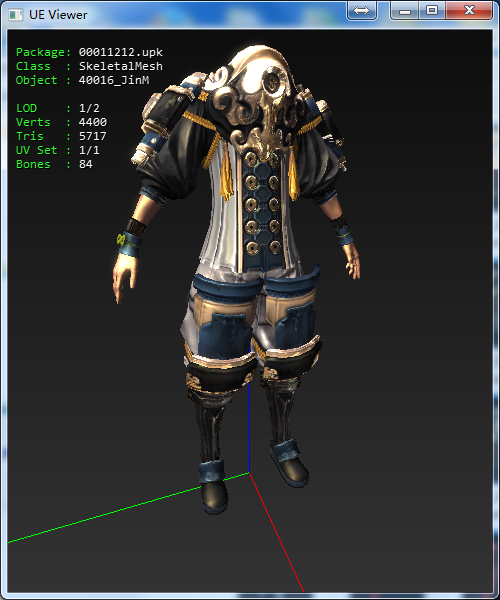 UE Viewer
Package: 00011212.upk
Class : SkeletalMesh
Object : 40016_JinM
LOD : 1/2
Verts : 4400
Tris : 5717
UV Set : 1/1
Bones : 84